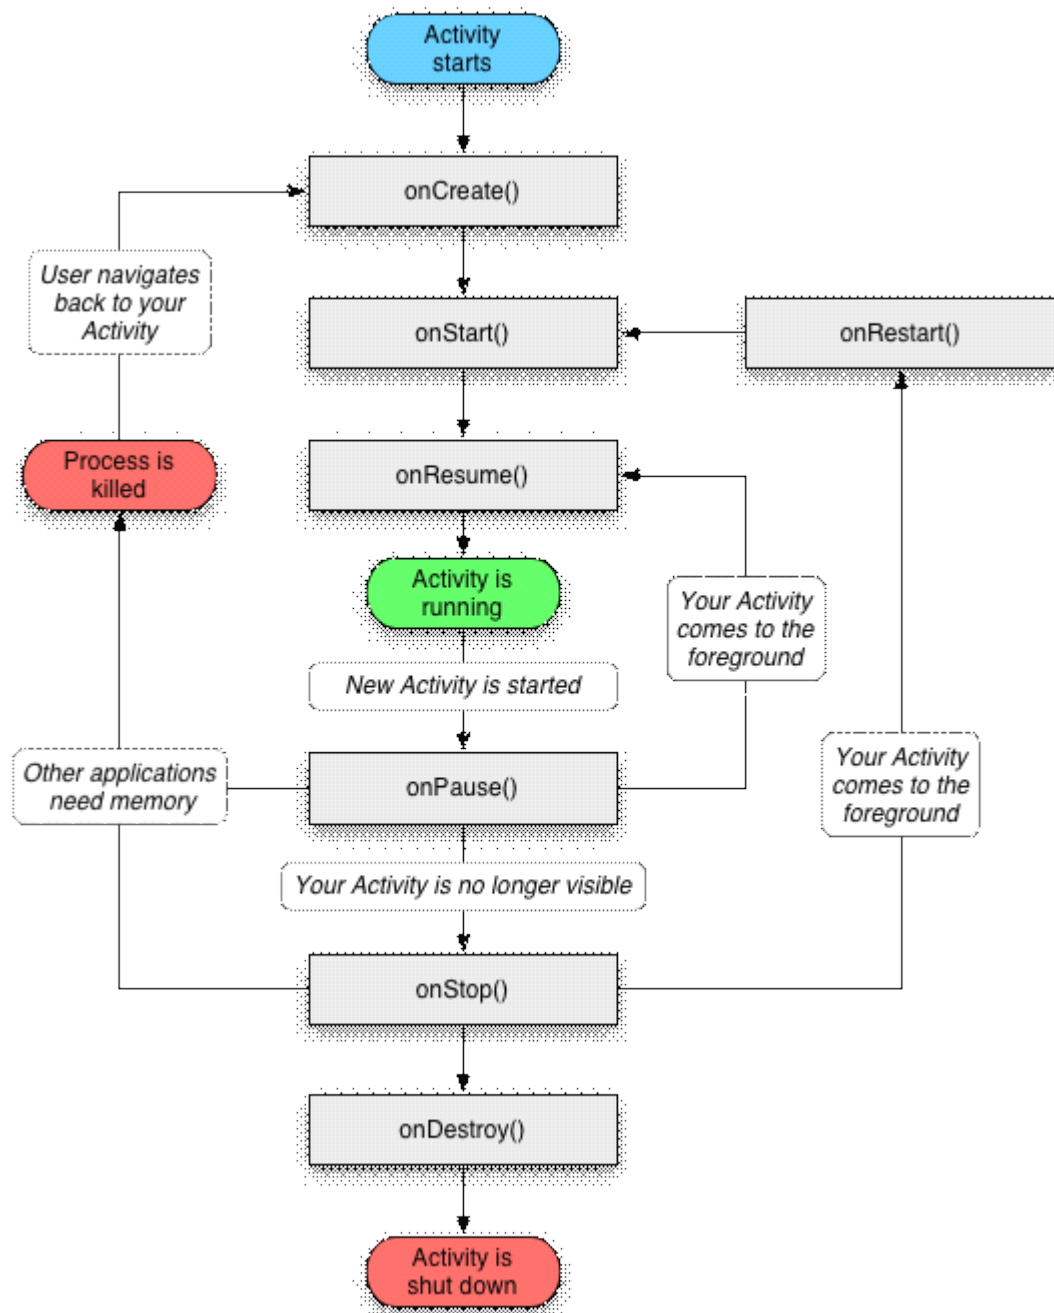 Activity
starts
onCreate()
User navigates
back to your
Activity
onStart()
onRestart()
Process is
killed
onResume()
Activity is
running
Your Activity
comes to the
foreground
New Activity is started
Other applications
need memory
onPause()
Your Activity
comes to the
foreground
Your Activity is no longer visible
onStop()
onDestroy()
Activity is
shut down